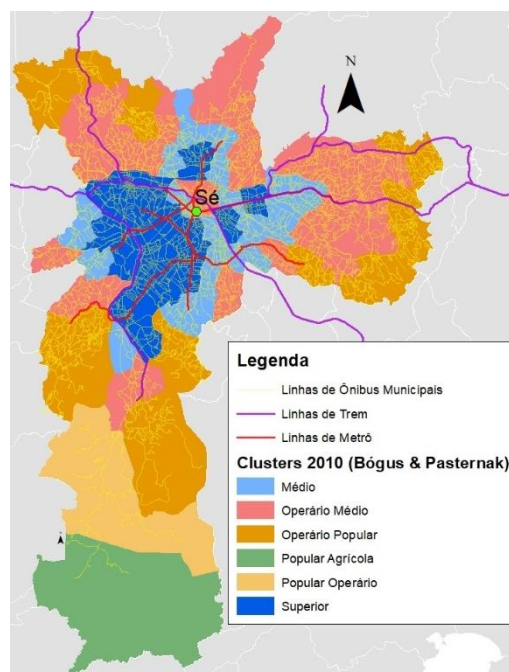 N
Sé
Legenda
Linhas de Ônibus Municipais
Linhas de Trem
Linhas de Metrô
Clusters 2010 (Bógus & Pasternak)
Médio
Operário Médio
Operário Popular
Popular Agrícola
Popular Operário
Superior